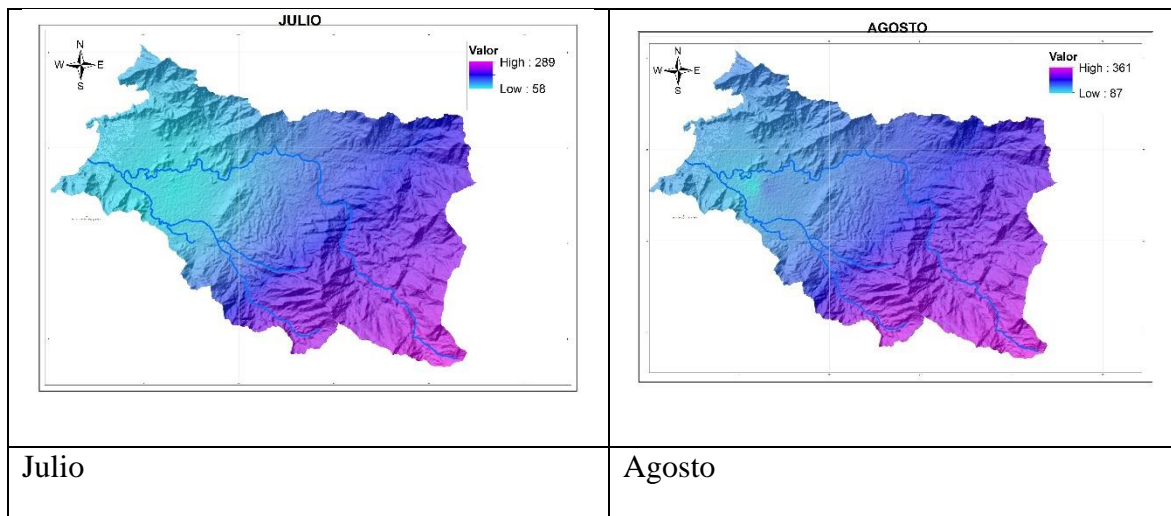 JULIO
N
W E
S
Valor
High : 289
Low : 58
AGOSTO
N
W E
S
Valor
High : 361
Low : 87
Julio
Agosto